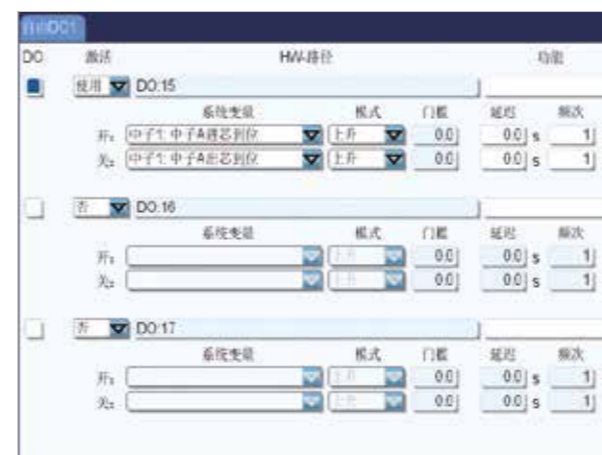 自由DO1
DO 激活 HW-路径 功能
使用 DO:15
系统变量 模式 门槛 延迟 频次
开: 中子1: 中子A进芯到位 上升 0.0 0.0 s 1
关: 中子1: 中子A出芯到位 上升 0.0 0.0 s 1
否 DO:16
系统变量 模式 门槛 延迟 频次
开: 上升 0.0 0.0 s 1
关: 上升 0.0 0.0 s 1
否 DO:17
系统变量 模式 门槛 延迟 频次
开: 上升 0.0 0.0 s 1
关: 上升 0.0 0.0 s 1